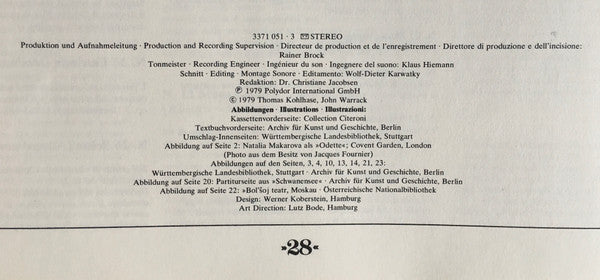 3371 051 · 3 STEREO
Produktion und Aufnahmeleitung · Production and Recording Supervision · Directeur de production et de l'enregistrement · Direttore di produzione e dell'incisione:
Rainer Brock
Tonmeister · Recording Engineer · Ingénieur du son · Ingegnere del suono: Klaus Hiemann
Schnitt · Editing · Montage Sonore · Editamento: Wolf-Dieter Karwatky
Redaktion: Dr. Christiane Jacobsen
Ⓟ 1979 Polydor International GmbH
© 1979 Thomas Kohlhase, John Warrack
Abbildungen · Illustrations · Illustrazioni:
Kassettenvorderseite: Collection Citeroni
Textbuchvorderseite: Archiv für Kunst und Geschichte, Berlin
Umschlag-Innenseiten: Württembergische Landesbibliothek, Stuttgart
Abbildung auf Seite 2: Natalia Makarova als »Odette«; Covent Garden, London
(Photo aus dem Besitz von Jacques Fournier)
Abbildungen auf den Seiten, 3, 4, 10, 13, 14, 21, 23:
Württembergische Landesbibliothek, Stuttgart · Archiv für Kunst und Geschichte, Berlin
Abbildung auf Seite 20: Partiturseite aus »Schwanensee« · Archiv für Kunst und Geschichte, Berlin
Abbildung auf Seite 22: »Bol'šoj teatr, Moskau · Österreichische Nationalbibliothek
Design: Werner Koberstein, Hamburg
Art Direction: Lutz Bode, Hamburg
»28«